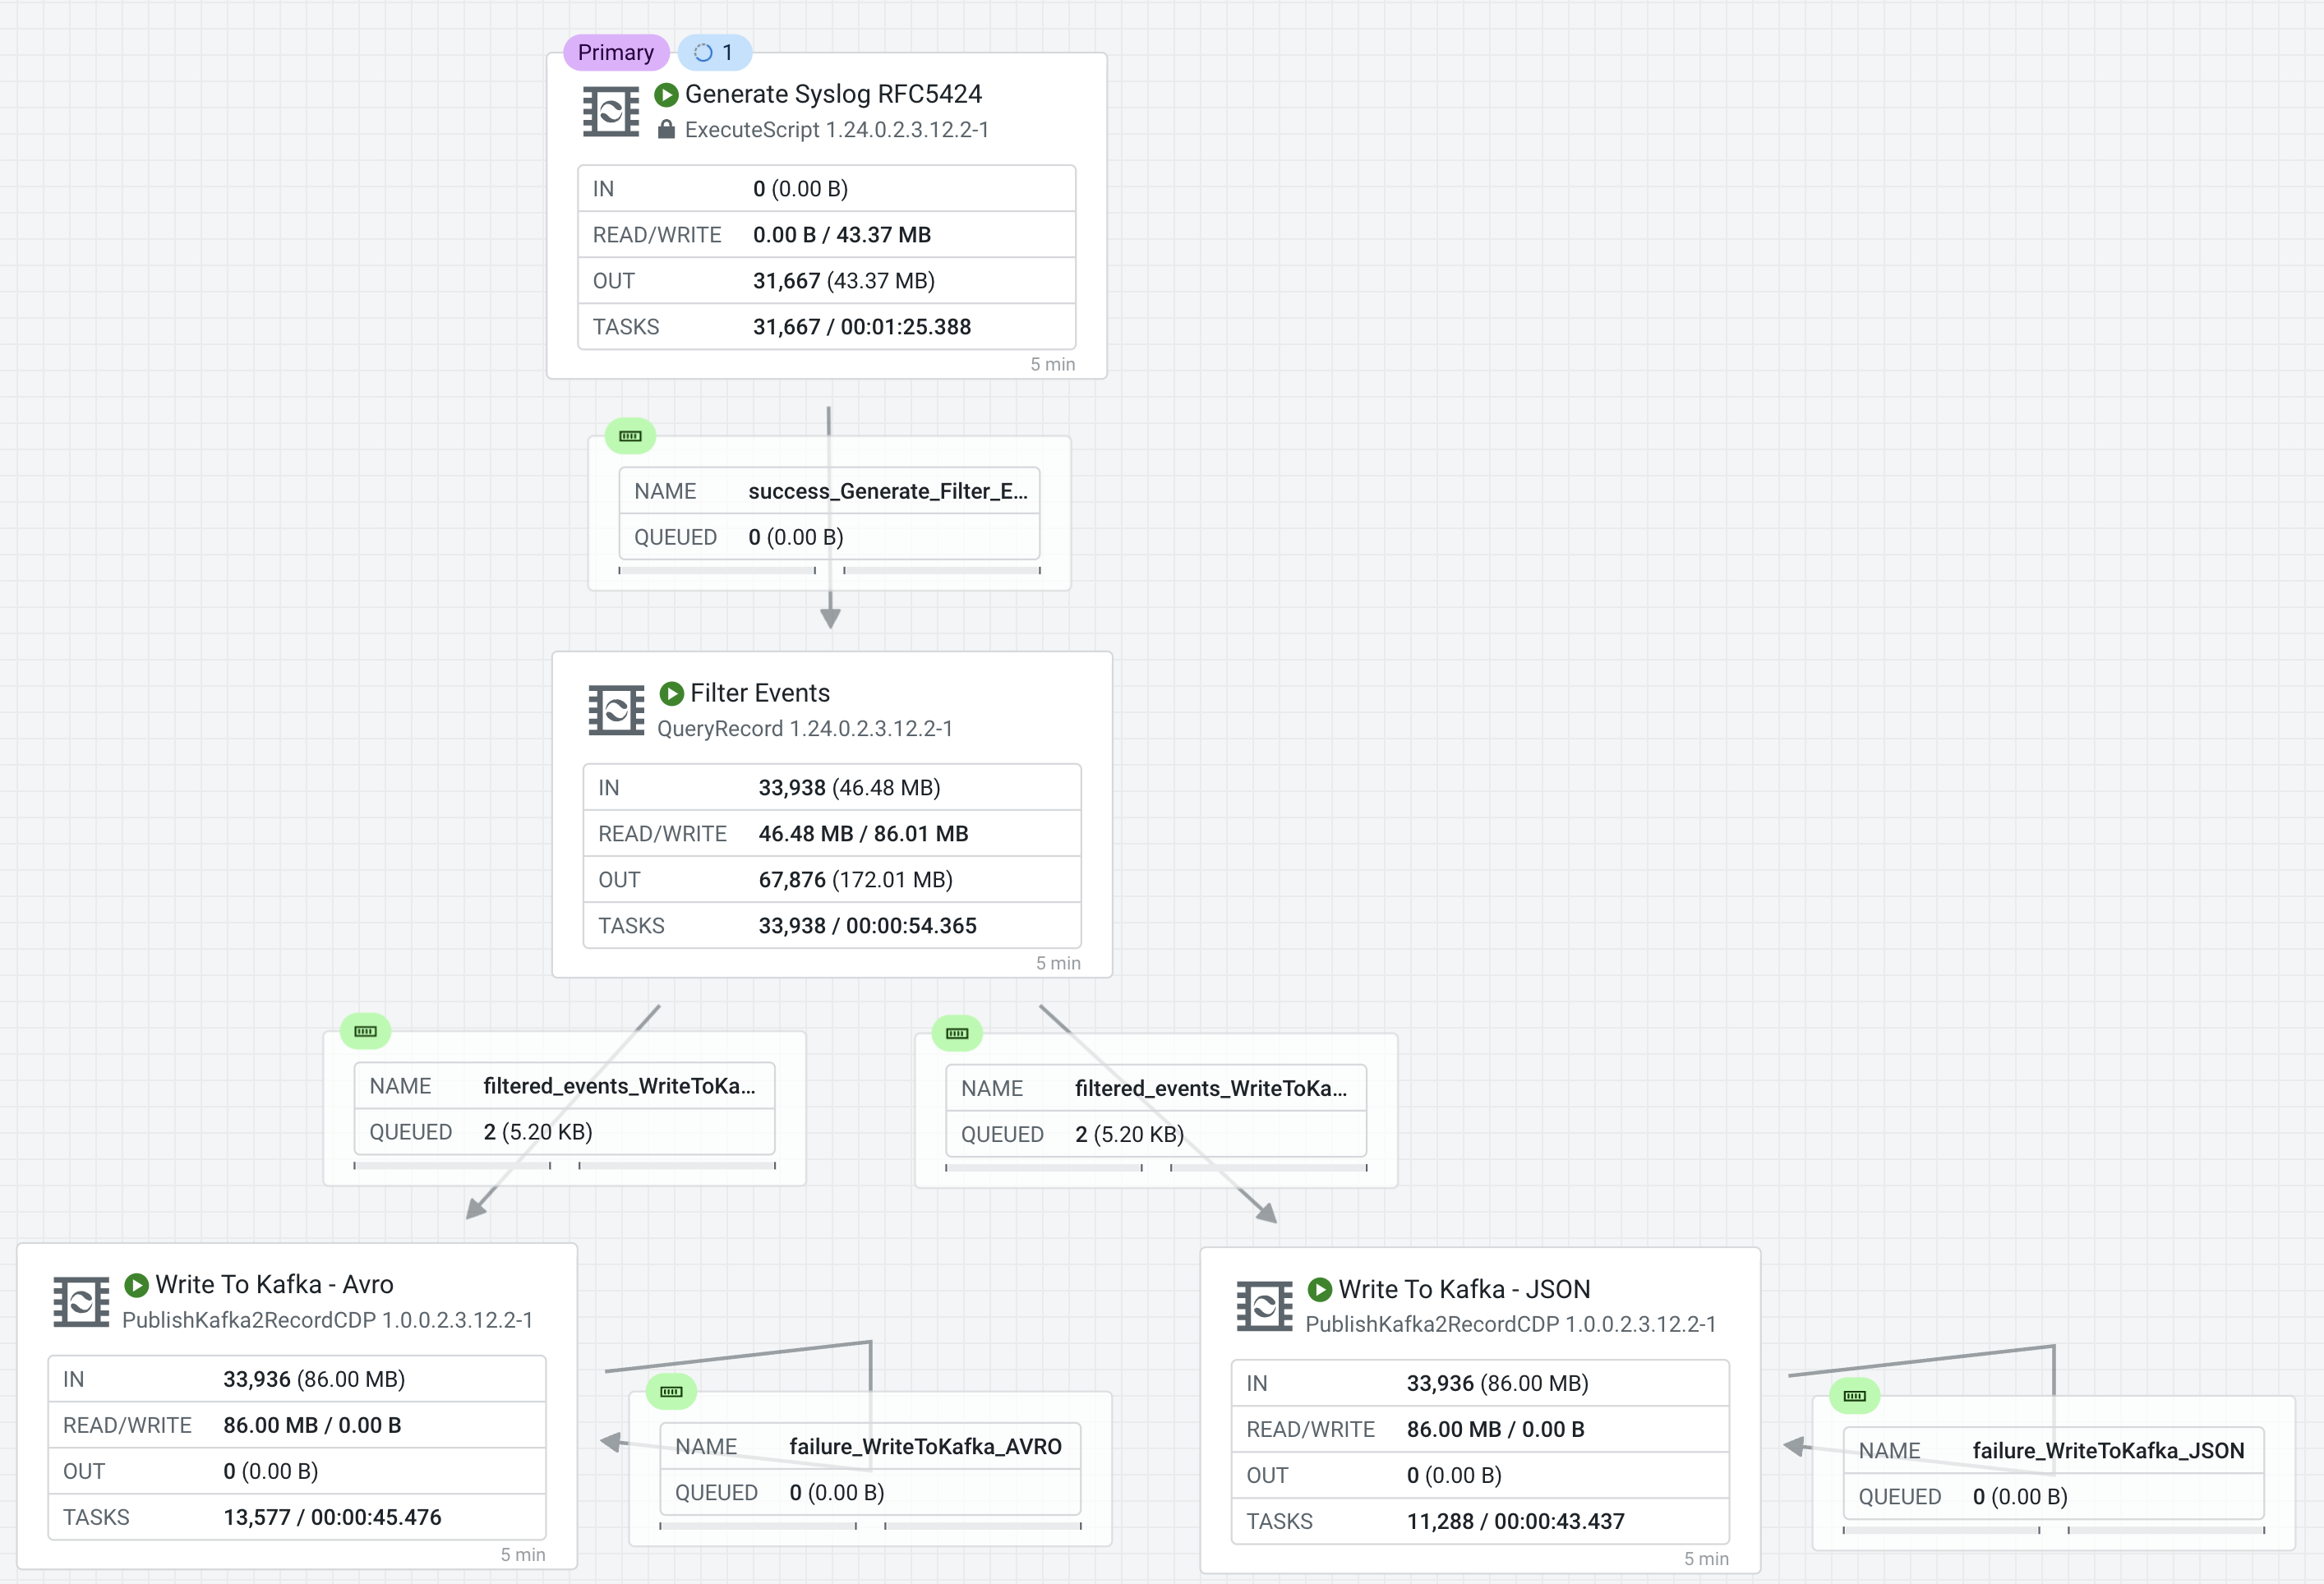 Primary 1
Generate Syslog RFC5424
ExecuteScript 1.24.0.2.3.12.2-1
IN 0 (0.00 B)
READ/WRITE 0.00 B / 43.37 MB
OUT 31,667 (43.37 MB)
TASKS 31,667 / 00:01:25.388
5 min
NAME success_Generate_Filter_E...
QUEUED 0 (0.00 B)
Filter Events
QueryRecord 1.24.0.2.3.12.2-1
IN 33,938 (46.48 MB)
READ/WRITE 46.48 MB / 86.01 MB
OUT 67,876 (172.01 MB)
TASKS 33,938 / 00:00:54.365
5 min
NAME filtered_events_WriteToKa...
QUEUED 2 (5.20 KB)
NAME filtered_events_WriteToKa...
QUEUED 2 (5.20 KB)
Write To Kafka - Avro
PublishKafka2RecordCDP 1.0.0.2.3.12.2-1
IN 33,936 (86.00 MB)
READ/WRITE 86.00 MB / 0.00 B
OUT 0 (0.00 B)
TASKS 13,577 / 00:00:45.476
5 min
NAME failure_WriteToKafka_AVRO
QUEUED 0 (0.00 B)
Write To Kafka - JSON
PublishKafka2RecordCDP 1.0.0.2.3.12.2-1
IN 33,936 (86.00 MB)
READ/WRITE 86.00 MB / 0.00 B
OUT 0 (0.00 B)
TASKS 11,288 / 00:00:43.437
5 min
NAME failure_WriteToKafka_JSON
QUEUED 0 (0.00 B)